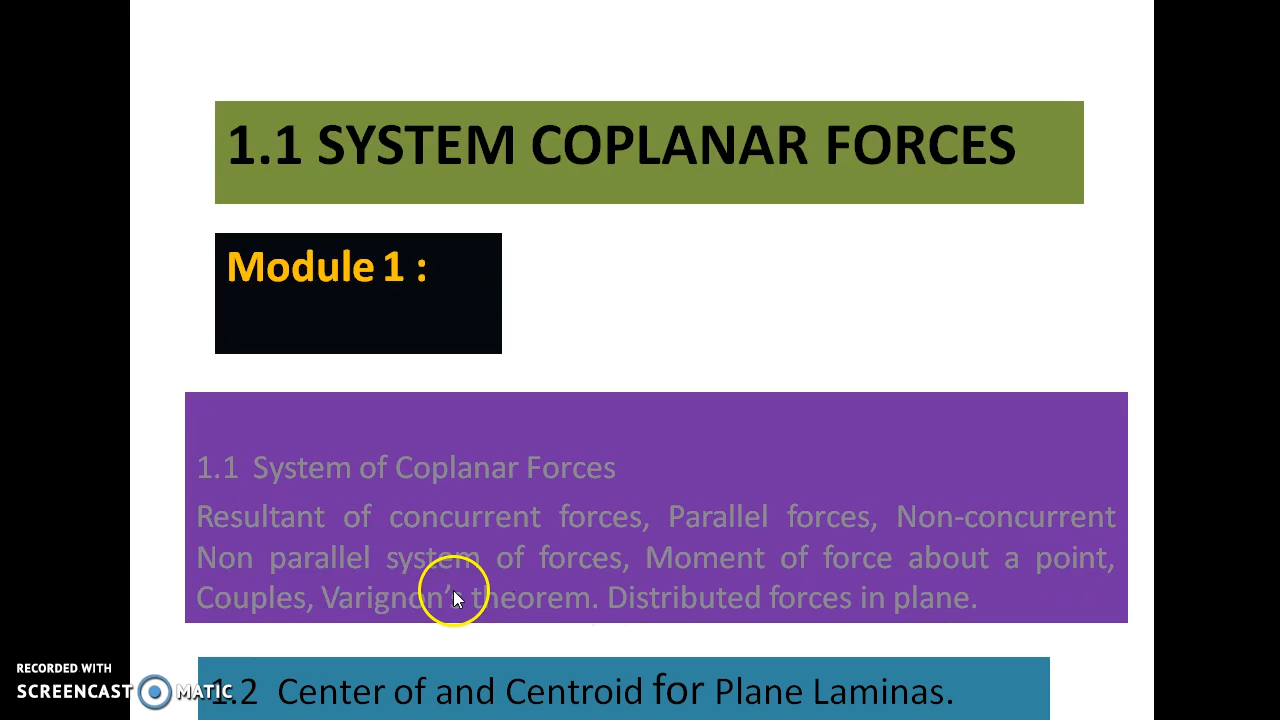 1.1 SYSTEM COPLANAR FORCES
Module 1 :
1.1 System of Coplanar Forces
Resultant of concurrent forces, Parallel forces, Non-concurrent
Non parallel system of forces, Moment of force about a point,
Couples, Varignon's theorem. Distributed forces in plane.
1.2 Center of and Centroid for Plane Laminas.
RECORDED WITH
SCREENCAST MATIC